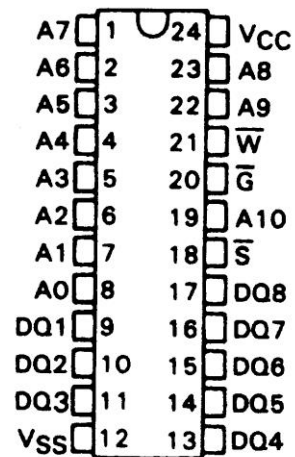 A7 1 24 VCC
A6 2 23 A8
A5 3 22 A9
A4 4 21 W̅
A3 5 20 G̅
A2 6 19 A10
A1 7 18 S̅
A0 8 17 DQ8
DQ1 9 16 DQ7
DQ2 10 15 DQ6
DQ3 11 14 DQ5
VSS 12 13 DQ4